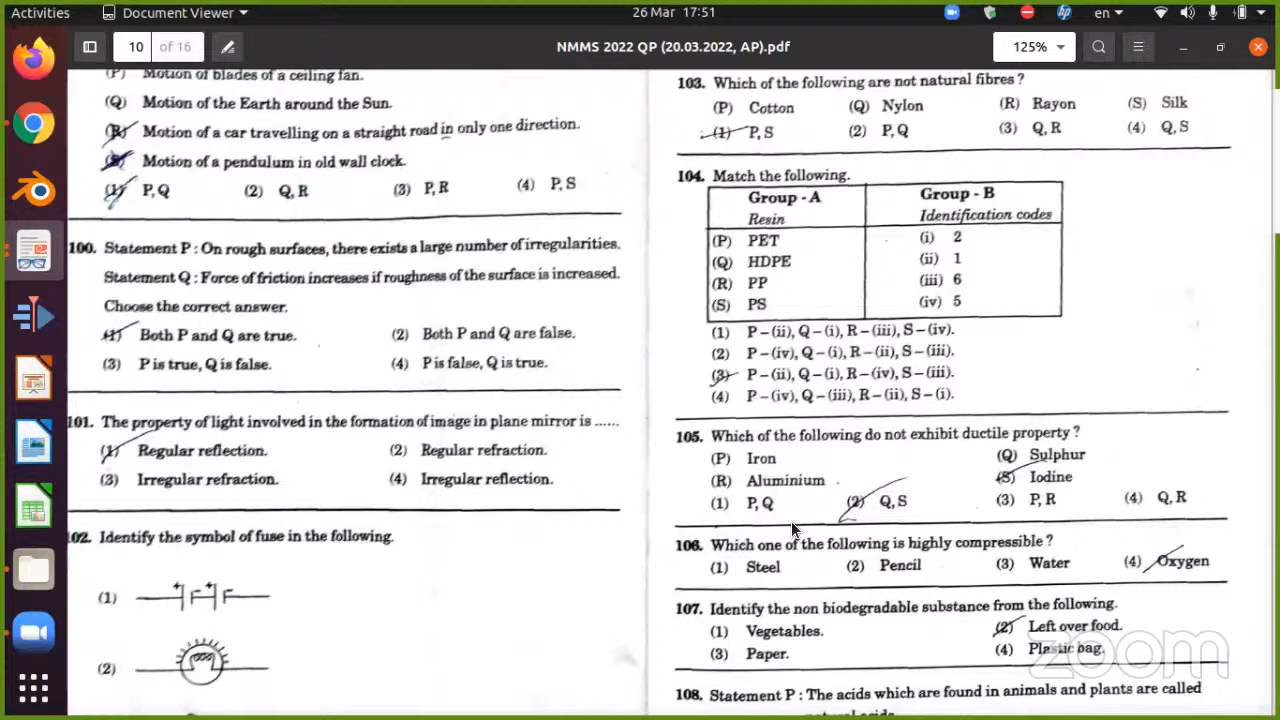 Activities
Document Viewer
26 Mar 17:51
en
10 of 16
NMMS 2022 QP (20.03.2022, AP).pdf
125%
(P) Motion of blades of a ceiling fan.
(Q) Motion of the Earth around the Sun.
(R) Motion of a car travelling on a straight road in only one direction.
(S) Motion of a pendulum in old wall clock.
(1) P, Q (2) Q, R (3) P, R (4) P, S
100. Statement P : On rough surfaces, there exists a large number of irregularities.
Statement Q : Force of friction increases if roughness of the surface is increased.
Choose the correct answer.
(1) Both P and Q are true. (2) Both P and Q are false.
(3) P is true, Q is false. (4) P is false, Q is true.
101. The property of light involved in the formation of image in plane mirror is ......
(1) Regular reflection. (2) Regular refraction.
(3) Irregular refraction. (4) Irregular reflection.
102. Identify the symbol of fuse in the following.
(1)
(2)
103. Which of the following are not natural fibres ?
(P) Cotton (Q) Nylon (R) Rayon (S) Silk
(1) P, S (2) P, Q (3) Q, R (4) Q, S
104. Match the following.
Group - A Group - B
Resin Identification codes
(P) PET (i) 2
(Q) HDPE (ii) 1
(R) PP (iii) 6
(S) PS (iv) 5
(1) P – (ii), Q – (i), R – (iii), S – (iv).
(2) P – (iv), Q – (i), R – (ii), S – (iii).
(3) P – (ii), Q – (i), R – (iv), S – (iii).
(4) P – (iv), Q – (iii), R – (ii), S – (i).
105. Which of the following do not exhibit ductile property ?
(P) Iron (Q) Sulphur
(R) Aluminium (S) Iodine
(1) P, Q (2) Q, S (3) P, R (4) Q, R
106. Which one of the following is highly compressible ?
(1) Steel (2) Pencil (3) Water (4) Oxygen
107. Identify the non biodegradable substance from the following.
(1) Vegetables. (2) Left over food.
(3) Paper. (4) Plastic bag.
zoom
108. Statement P : The acids which are found in animals and plants are called
natural acids.